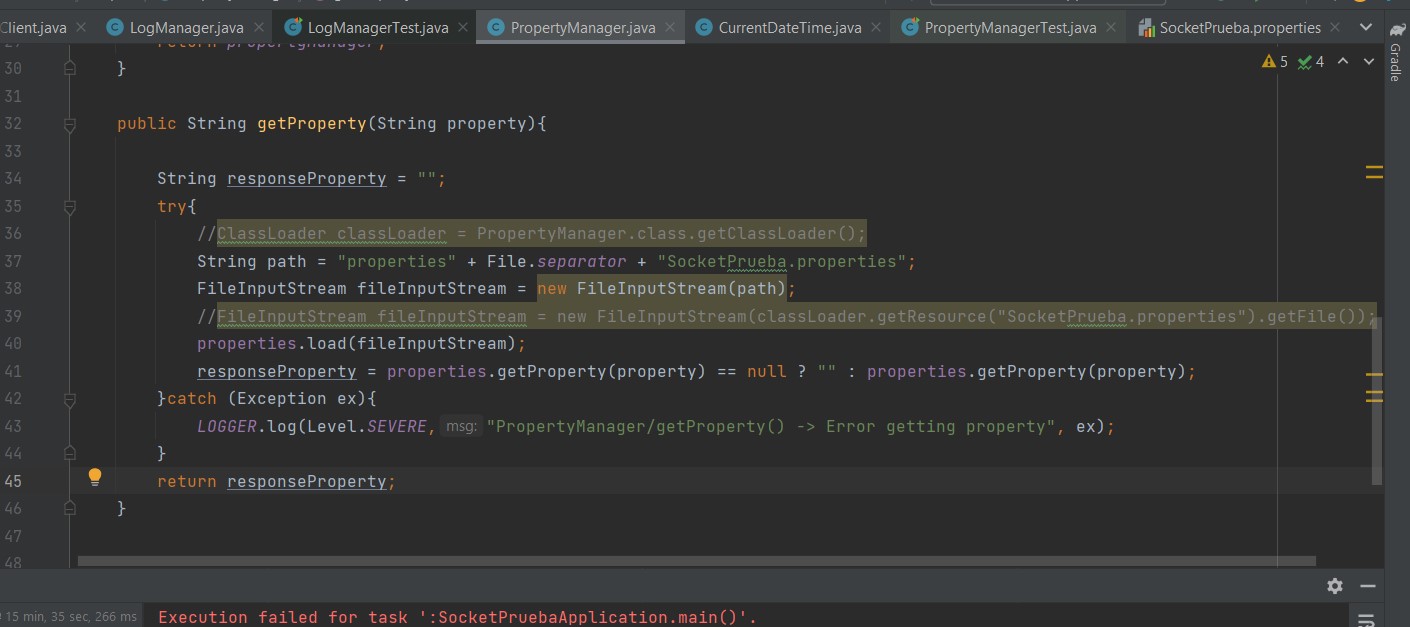 Client.java LogManager.java LogManagerTest.java PropertyManager.java CurrentDateTime.java PropertyManagerTest.java SocketPrueba.properties
30 } 5 4
Gradle
31
32 public String getProperty(String property){
33
34 String responseProperty = "";
35 try{
36 //ClassLoader classLoader = PropertyManager.class.getClassLoader();
37 String path = "properties" + File.separator + "SocketPrueba.properties";
38 FileInputStream fileInputStream = new FileInputStream(path);
39 //FileInputStream fileInputStream = new FileInputStream(classLoader.getResource("SocketPrueba.properties").getFile());
40 properties.load(fileInputStream);
41 responseProperty = properties.getProperty(property) == null ? "" : properties.getProperty(property);
42 }catch (Exception ex){
43 LOGGER.log(Level.SEVERE, msg: "PropertyManager/getProperty() -> Error getting property", ex);
44 }
45 return responseProperty;
46 }
47
48
15 min, 35 sec, 266 ms Execution failed for task ':SocketPruebaApplication.main()'.